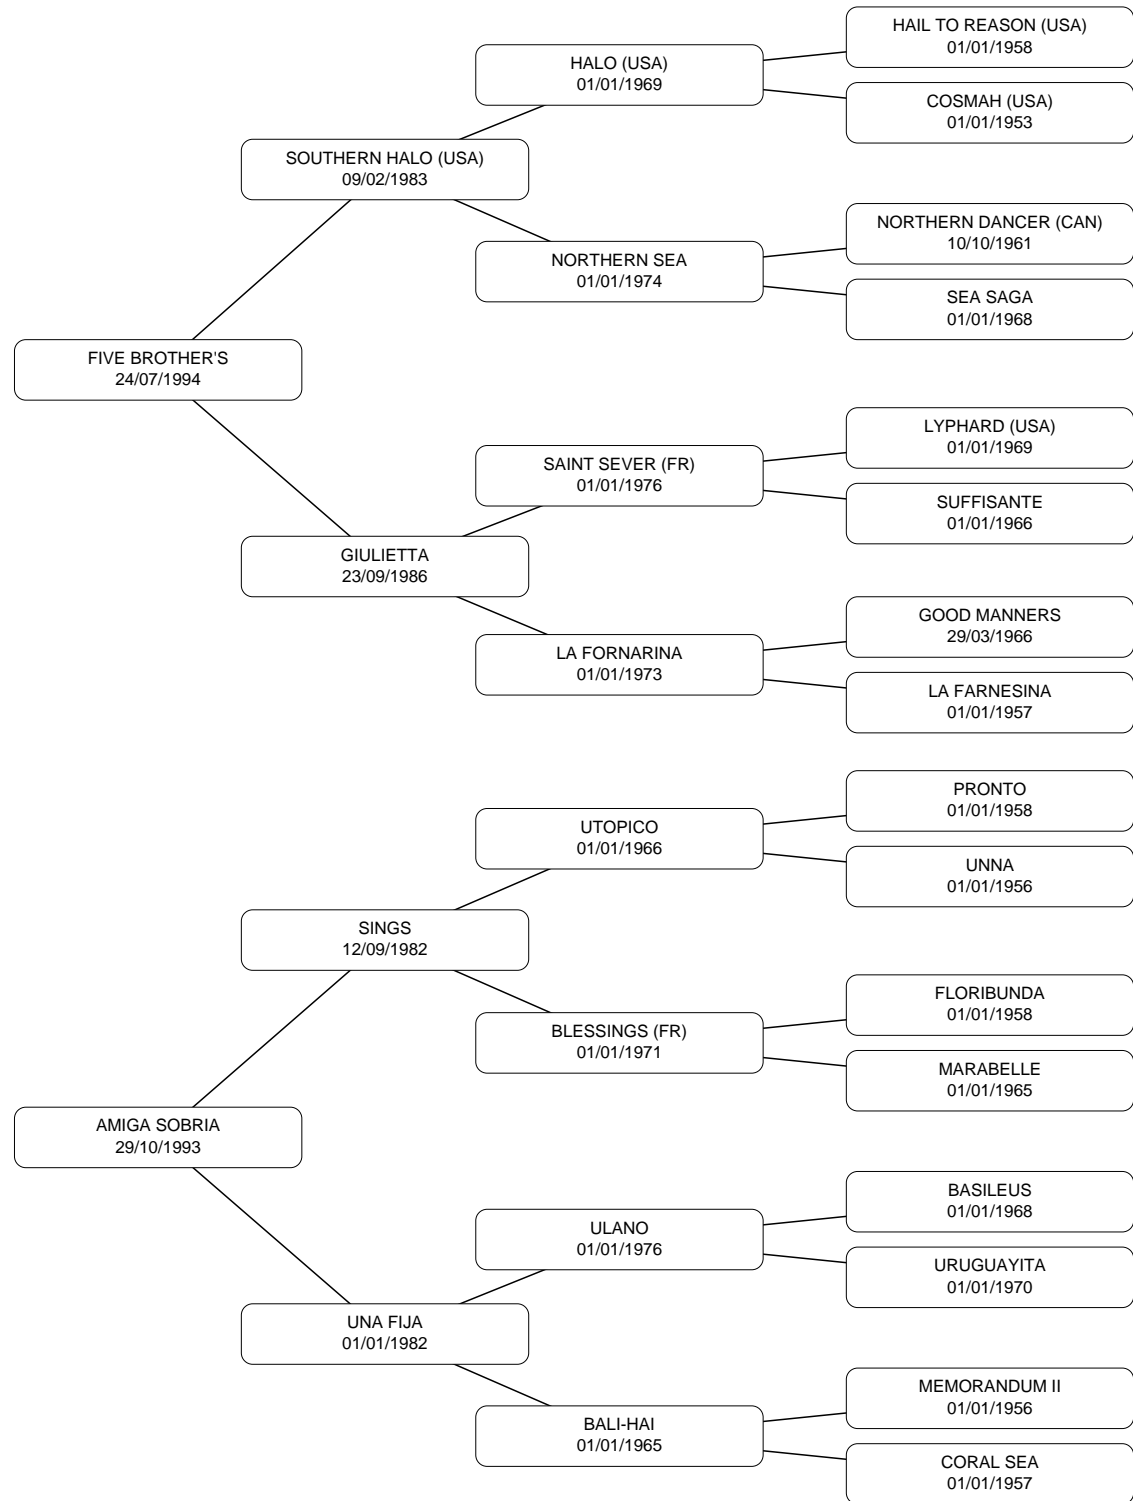 HAIL TO REASON (USA)
01/01/1958
HALO (USA)
01/01/1969
COSMAH (USA)
01/01/1953
SOUTHERN HALO (USA)
09/02/1983
NORTHERN DANCER (CAN)
10/10/1961
NORTHERN SEA
01/01/1974
SEA SAGA
01/01/1968
FIVE BROTHER'S
24/07/1994
LYPHARD (USA)
01/01/1969
SAINT SEVER (FR)
01/01/1976
SUFFISANTE
01/01/1966
GIULIETTA
23/09/1986
GOOD MANNERS
29/03/1966
LA FORNARINA
01/01/1973
LA FARNESINA
01/01/1957
PRONTO
01/01/1958
UTOPICO
01/01/1966
UNNA
01/01/1956
SINGS
12/09/1982
FLORIBUNDA
01/01/1958
BLESSINGS (FR)
01/01/1971
MARABELLE
01/01/1965
AMIGA SOBRIA
29/10/1993
BASILEUS
01/01/1968
ULANO
01/01/1976
URUGUAYITA
01/01/1970
UNA FIJA
01/01/1982
MEMORANDUM II
01/01/1956
BALI-HAI
01/01/1965
CORAL SEA
01/01/1957